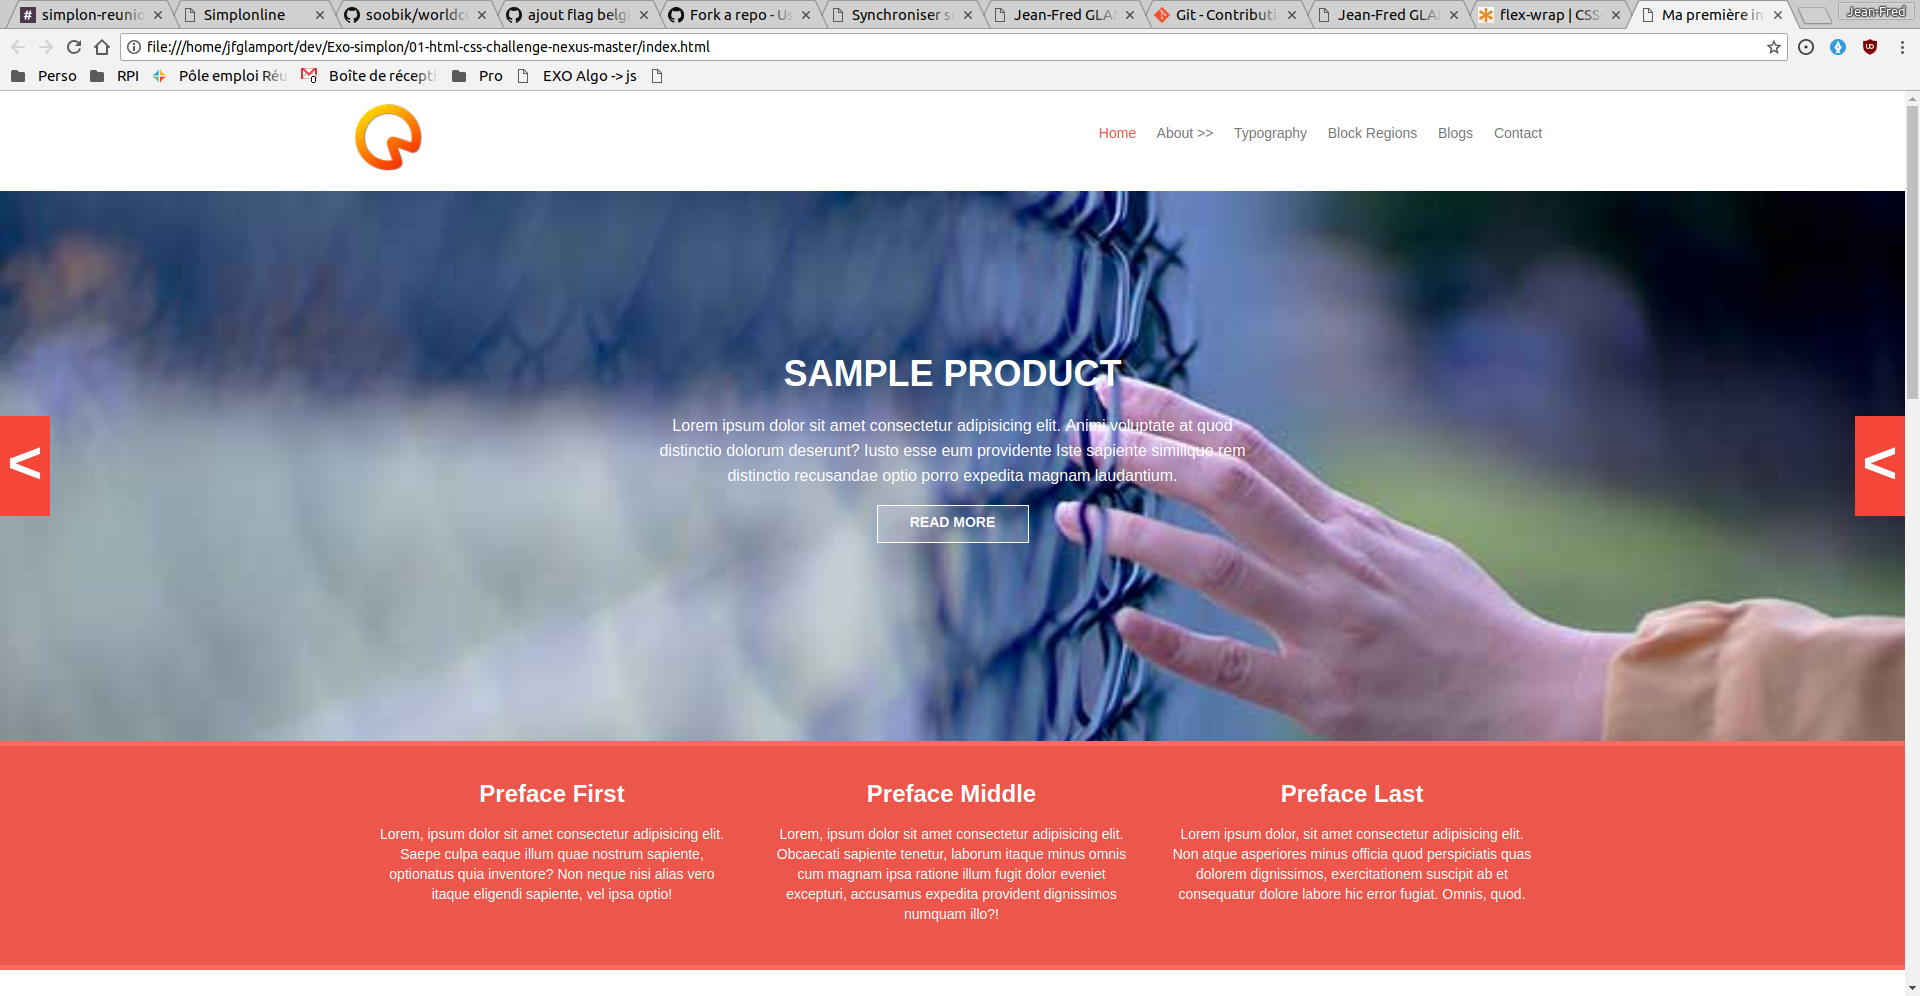 simplon-reunio
Simplonline
soobik/worldcu
ajout flag belg
Fork a repo - Us
Synchroniser s
Jean-Fred GLA
Git - Contributi
Jean-Fred GLA
flex-wrap | CSS-
Ma première in
Jean-Fred
file:///home/jfglamport/dev/Exo-simplon/01-html-css-challenge-nexus-master/index.html
Perso
RPI
Pôle emploi Réu
Boîte de récepti
Pro
EXO Algo -> js
Home
About >>
Typography
Block Regions
Blogs
Contact
SAMPLE PRODUCT
Lorem ipsum dolor sit amet consectetur adipisicing elit. Animi voluptate at quod
distinctio dolorum deserunt? Iusto esse eum providente Iste sapiente similique rem
distinctio recusandae optio porro expedita magnam laudantium.
<
<
READ MORE
Preface First
Lorem, ipsum dolor sit amet consectetur adipisicing elit.
Saepe culpa eaque illum quae nostrum sapiente,
optionatus quia inventore? Non neque nisi alias vero
itaque eligendi sapiente, vel ipsa optio!
Preface Middle
Lorem, ipsum dolor sit amet consectetur adipisicing elit.
Obcaecati sapiente tenetur, laborum itaque minus omnis
cum magnam ipsa ratione illum fugit dolor eveniet
excepturi, accusamus expedita provident dignissimos
numquam illo?!
Preface Last
Lorem ipsum dolor, sit amet consectetur adipisicing elit.
Non atque asperiores minus officia quod perspiciatis quas
dolorem dignissimos, exercitationem suscipit ab et
consequatur dolore labore hic error fugiat. Omnis, quod.